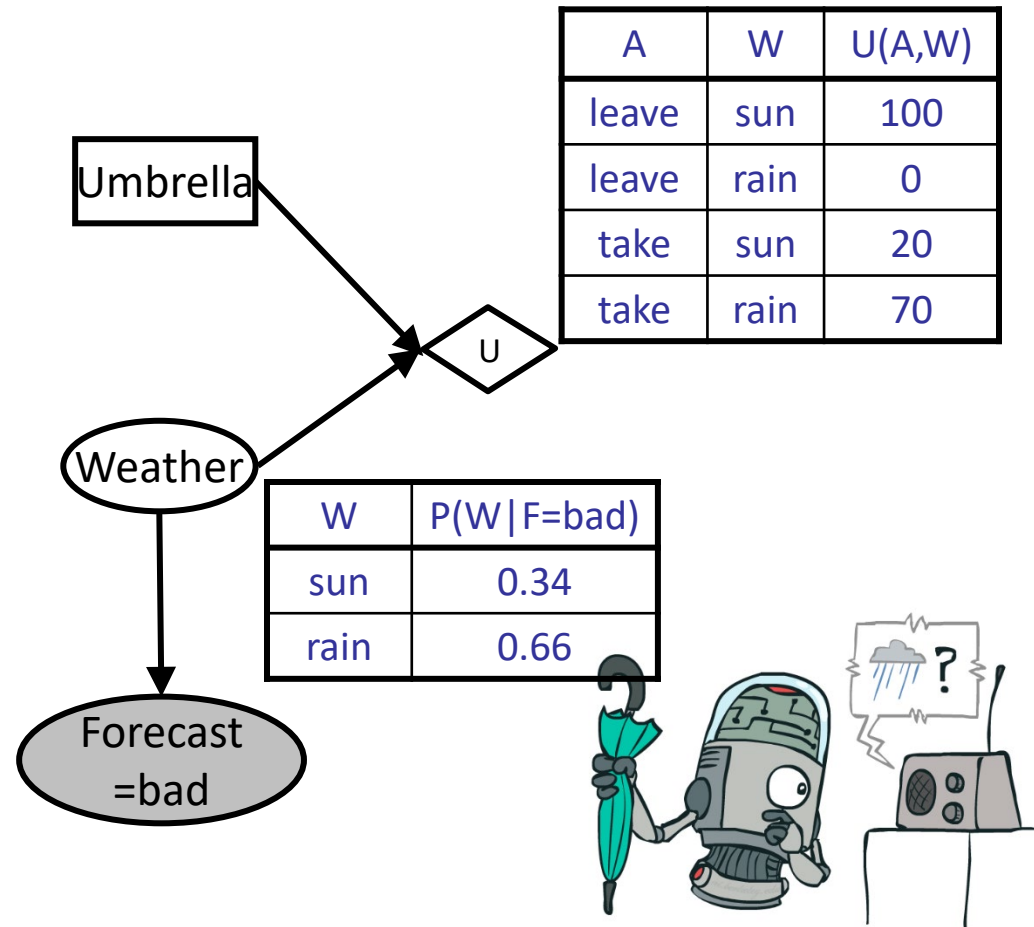 A W U(A,W)
leave sun 100
leave rain 0
take sun 20
take rain 70
Umbrella
U
Weather
W P(W|F=bad)
sun 0.34
rain 0.66
Forecast
=bad
?